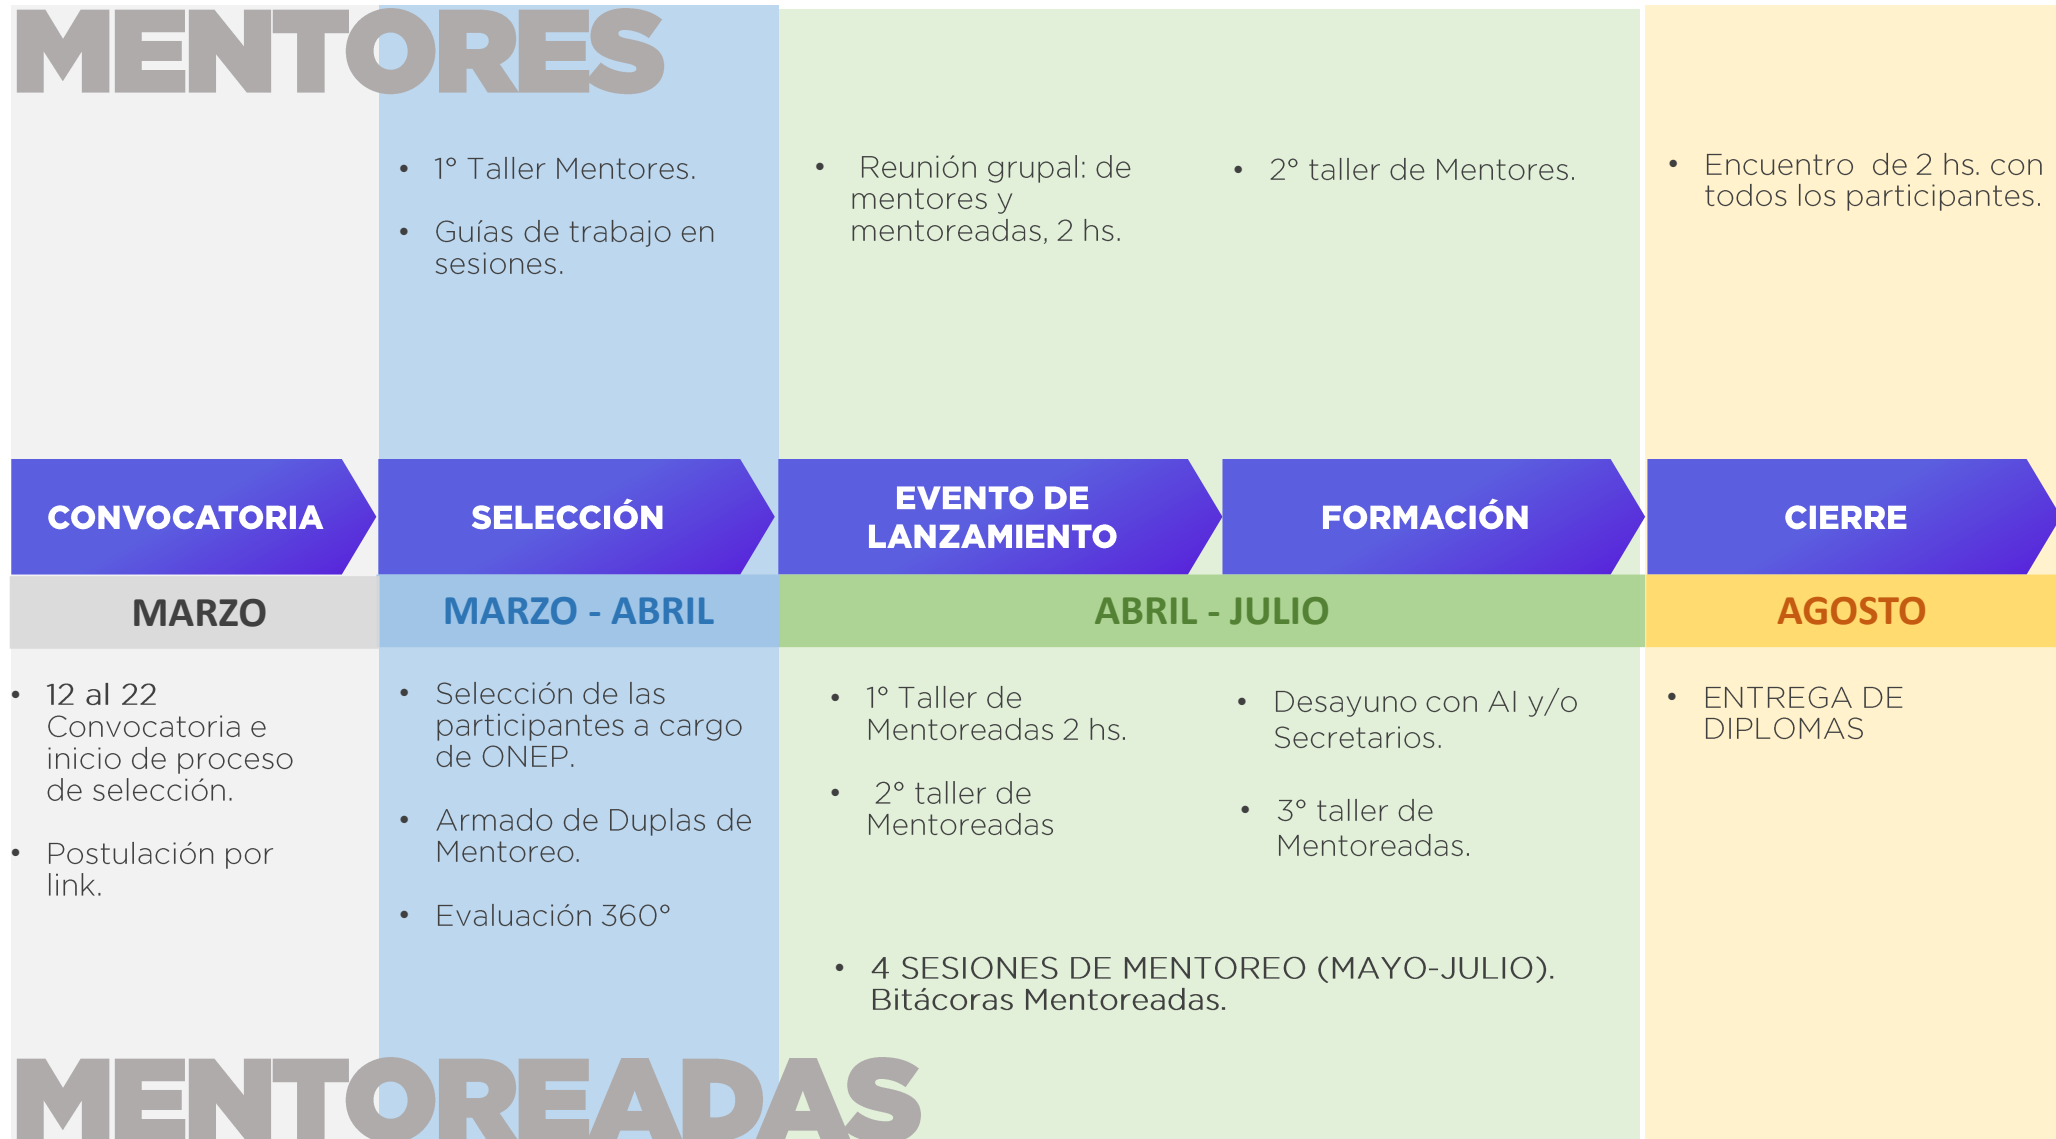 MENTORES
• 1° Taller Mentores.
• Guías de trabajo en
sesiones.
• Reunión grupal: de
mentores y
mentoreadas, 2 hs.
• 2° taller de Mentores.
• Encuentro de 2 hs. con
todos los participantes.
CONVOCATORIA
SELECCIÓN
EVENTO DE
LANZAMIENTO
FORMACIÓN
CIERRE
MARZO
MARZO - ABRIL
ABRIL - JULIO
AGOSTO
• 12 al 22
Convocatoria e
inicio de proceso
de selección.
• Postulación por
link.
• Selección de las
participantes a cargo
de ONEP.
• Armado de Duplas de
Mentoreo.
• Evaluación 360°
• 1° Taller de
Mentoreadas 2 hs.
• 2° taller de
Mentoreadas
• Desayuno con AI y/o
Secretarios.
• 3° taller de
Mentoreadas.
• 4 SESIONES DE MENTOREO (MAYO-JULIO).
Bitácoras Mentoreadas.
• ENTREGA DE
DIPLOMAS
MENTOREADAS